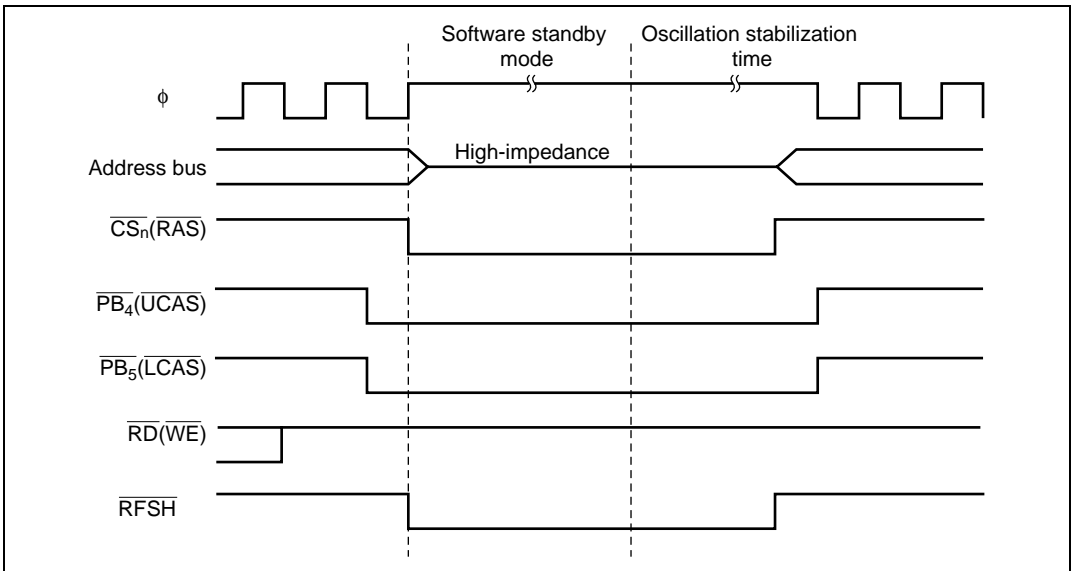 Software standby
mode
Oscillation stabilization
time
φ
Address bus
High-impedance
CSn(RAS)
PB4(UCAS)
PB5(LCAS)
RD(WE)
RFSH